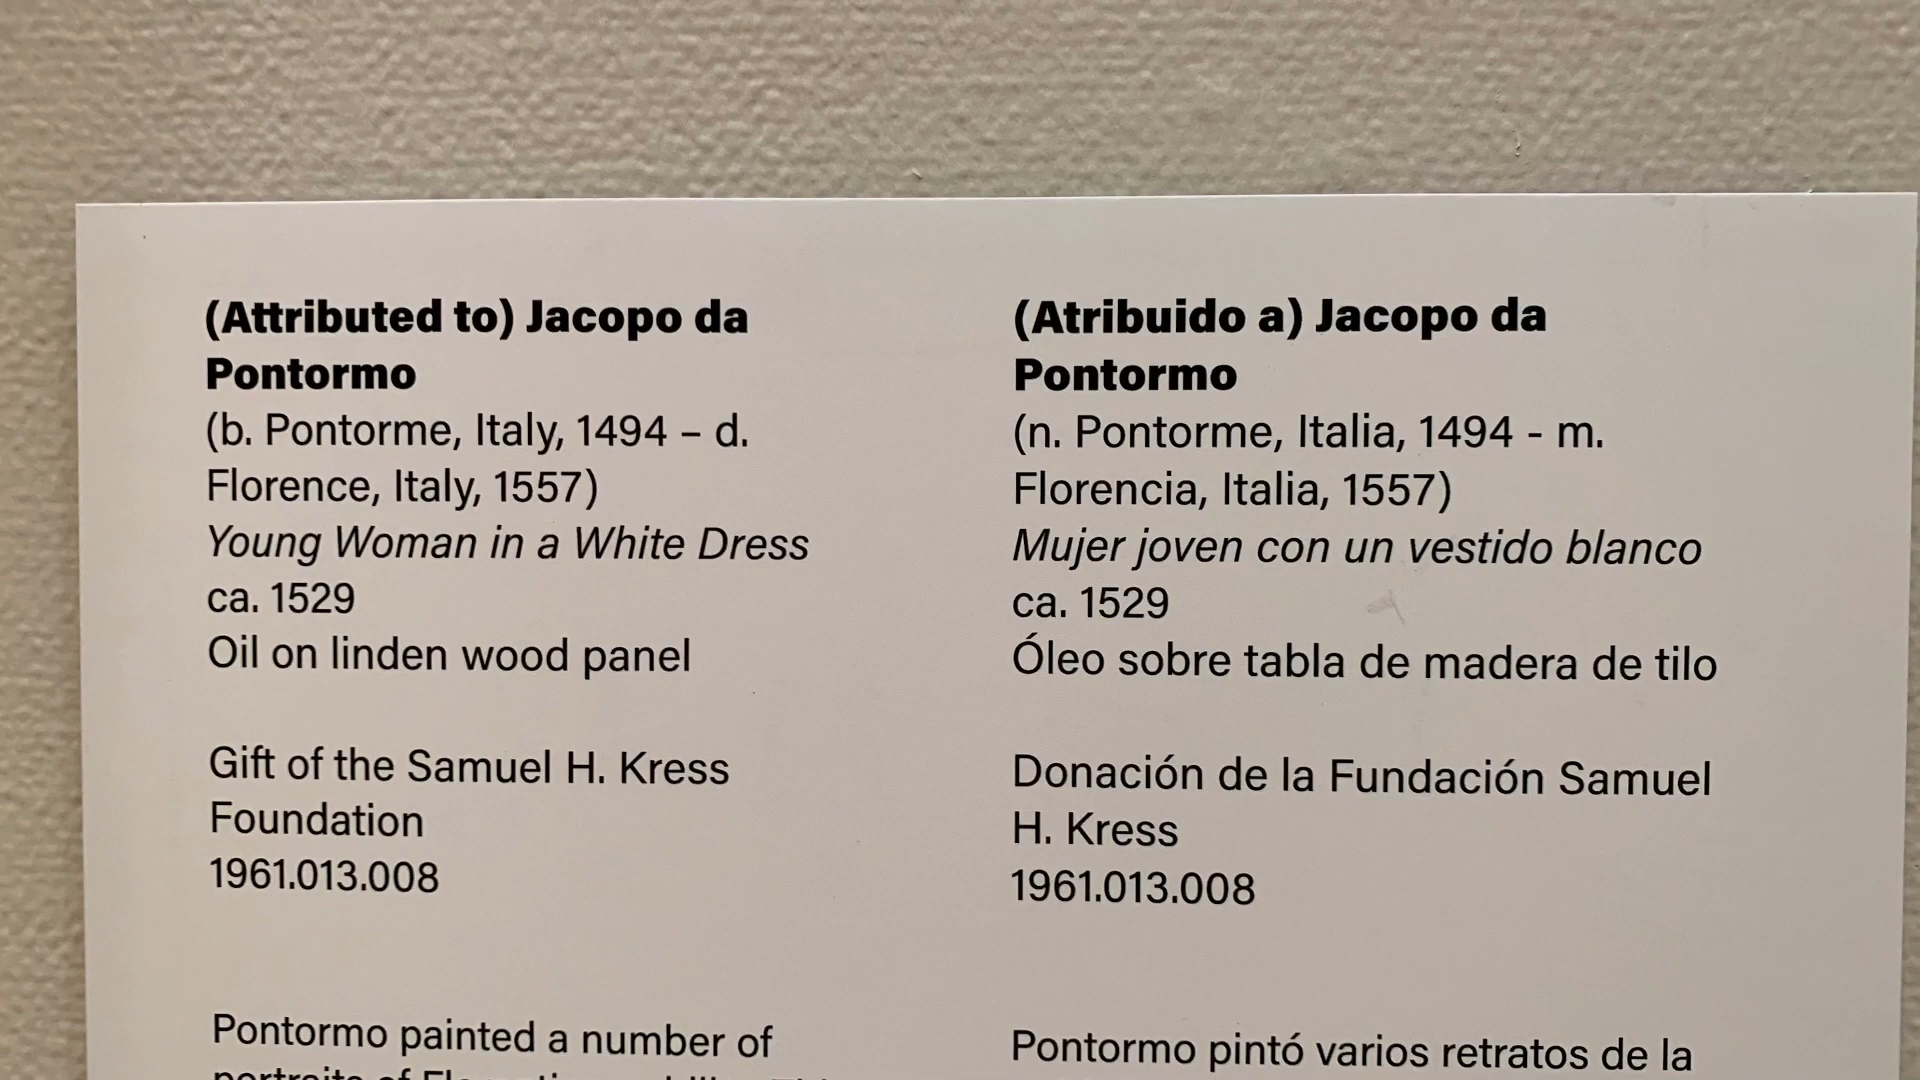 (Attributed to) Jacopo da
Pontormo
(b. Pontorme, Italy, 1494 – d.
Florence, Italy, 1557)
Young Woman in a White Dress
ca. 1529
Oil on linden wood panel
Gift of the Samuel H. Kress
Foundation
1961.013.008
Pontormo painted a number of
portraits of
(Atribuido a) Jacopo da
Pontormo
(n. Pontorme, Italia, 1494 - m.
Florencia, Italia, 1557)
Mujer joven con un vestido blanco
ca. 1529
Óleo sobre tabla de madera de tilo
Donación de la Fundación Samuel
H. Kress
1961.013.008
Pontormo pintó varios retratos de la